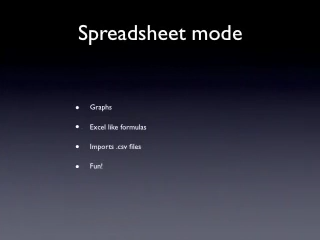 Spreadsheet mode
• Graphs
• Excel like formulas
• Imports .csv files
• Fun!